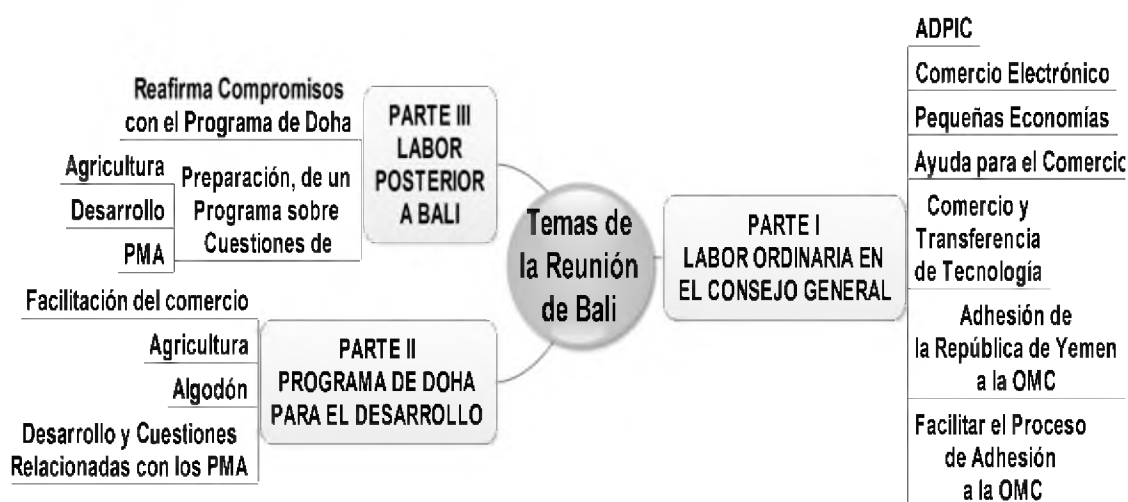 Temas de
la Reunión
de Bali
PARTE I
LABOR ORDINARIA EN
EL CONSEJO GENERAL
ADPIC
Comercio Electrónico
Pequeñas Economías
Ayuda para el Comercio
Comercio y
Transferencia
de Tecnología
Adhesión de
la República de Yemen
a la OMC
Facilitar el Proceso
de Adhesión
a la OMC
PARTE II
PROGRAMA DE DOHA
PARA EL DESARROLLO
Facilitación del comercio
Agricultura
Algodón
Desarrollo y Cuestiones
Relacionadas con los PMA
PARTE III
LABOR
POSTERIOR
A BALI
Reafirma Compromisos
con el Programa de Doha
Preparación, de un
Programa sobre
Cuestiones de
Agricultura
Desarrollo
PMA